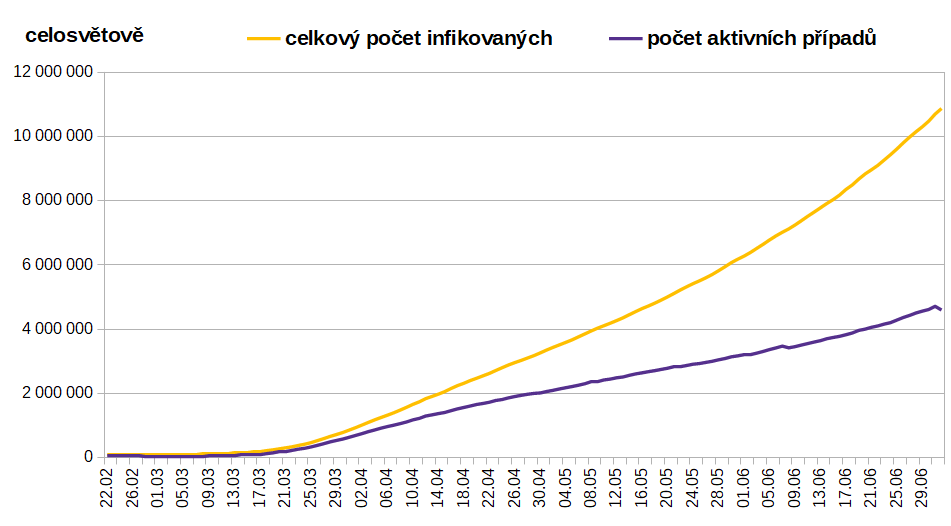 celosvětově
celkový počet infikovaných
počet aktivních případů
12 000 000
10 000 000
8 000 000
6 000 000
4 000 000
2 000 000
0
22.02 26.02 01.03 05.03 09.03 13.03 17.03 21.03 25.03 29.03 02.04 06.04 10.04 14.04 18.04 22.04 26.04 30.04 04.05 08.05 12.05 16.05 20.05 24.05 28.05 01.06 05.06 09.06 13.06 17.06 21.06 25.06 29.06